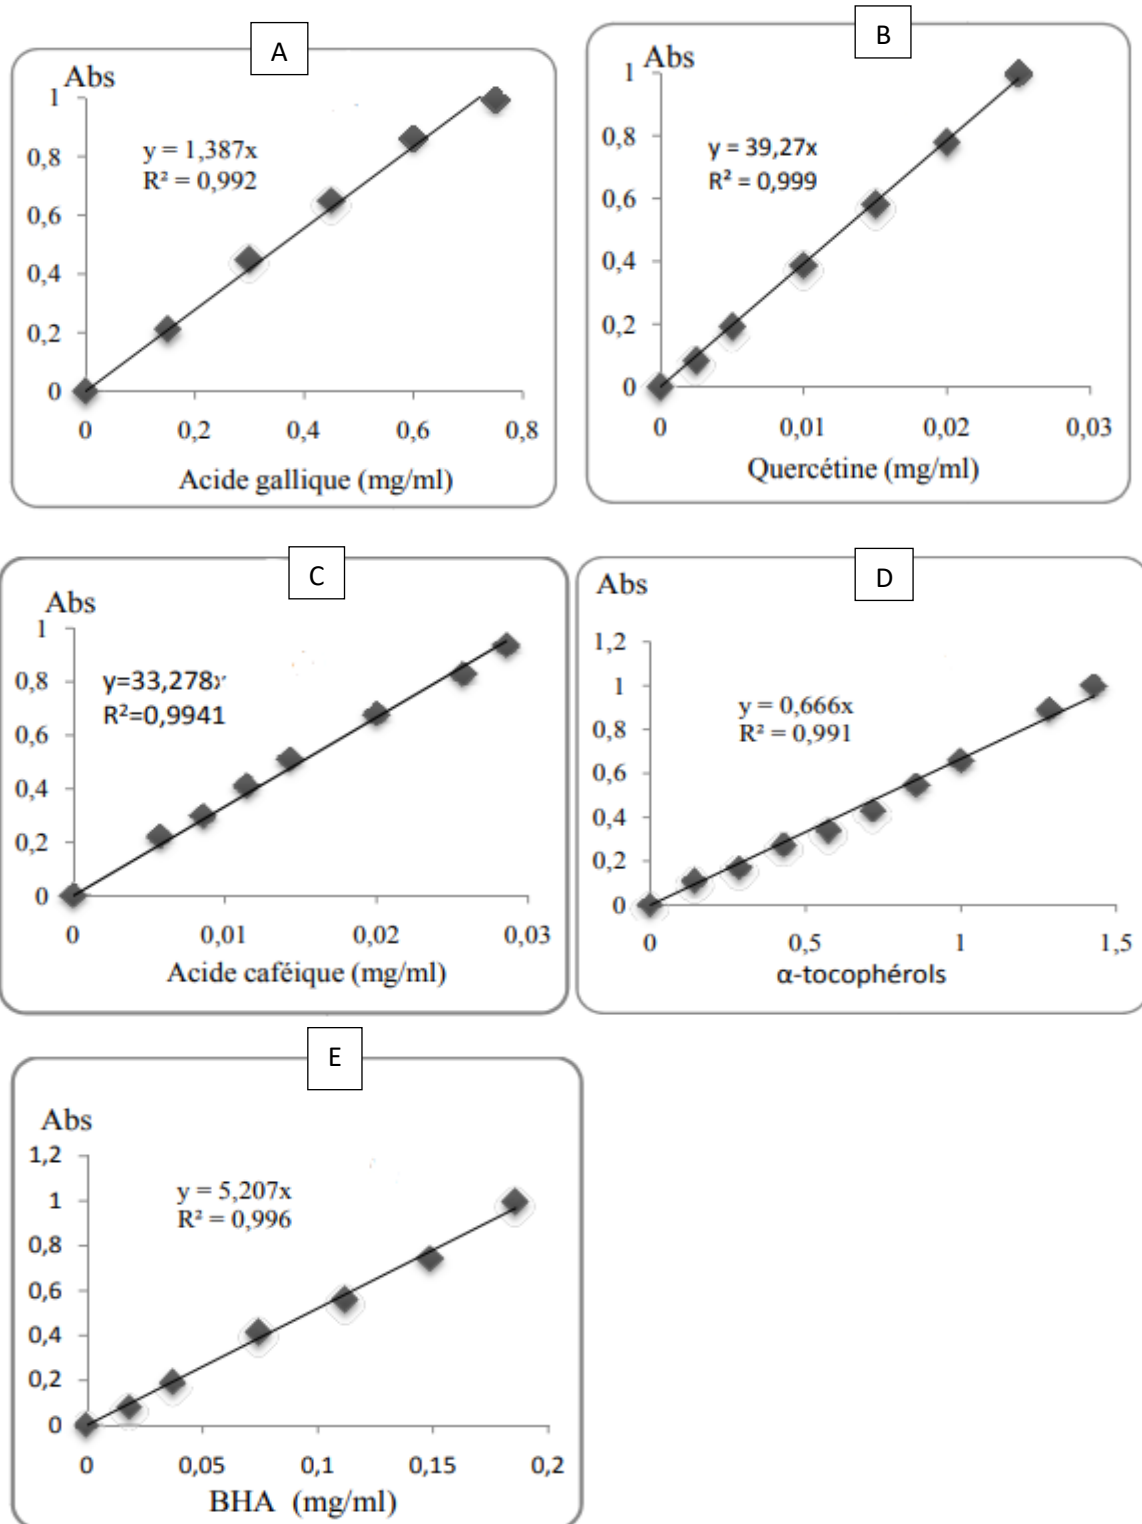 A
Abs
y = 1,387x
R² = 0,992
1
0,8
0,6
0,4
0,2
0
0 0,2 0,4 0,6 0,8
Acide gallique (mg/ml)
B
Abs
y = 39,27x
R² = 0,999
1
0,8
0,6
0,4
0,2
0
0 0,01 0,02 0,03
Quercétine (mg/ml)
C
Abs
y=33,278x
R²=0,9941
1
0,8
0,6
0,4
0,2
0
0 0,01 0,02 0,03
Acide caféique (mg/ml)
D
Abs
y = 0,666x
R² = 0,991
1,2
1
0,8
0,6
0,4
0,2
0
0 0,5 1 1,5
α-tocophérols
E
Abs
y = 5,207x
R² = 0,996
1,2
1
0,8
0,6
0,4
0,2
0
0 0,05 0,1 0,15 0,2
BHA (mg/ml)